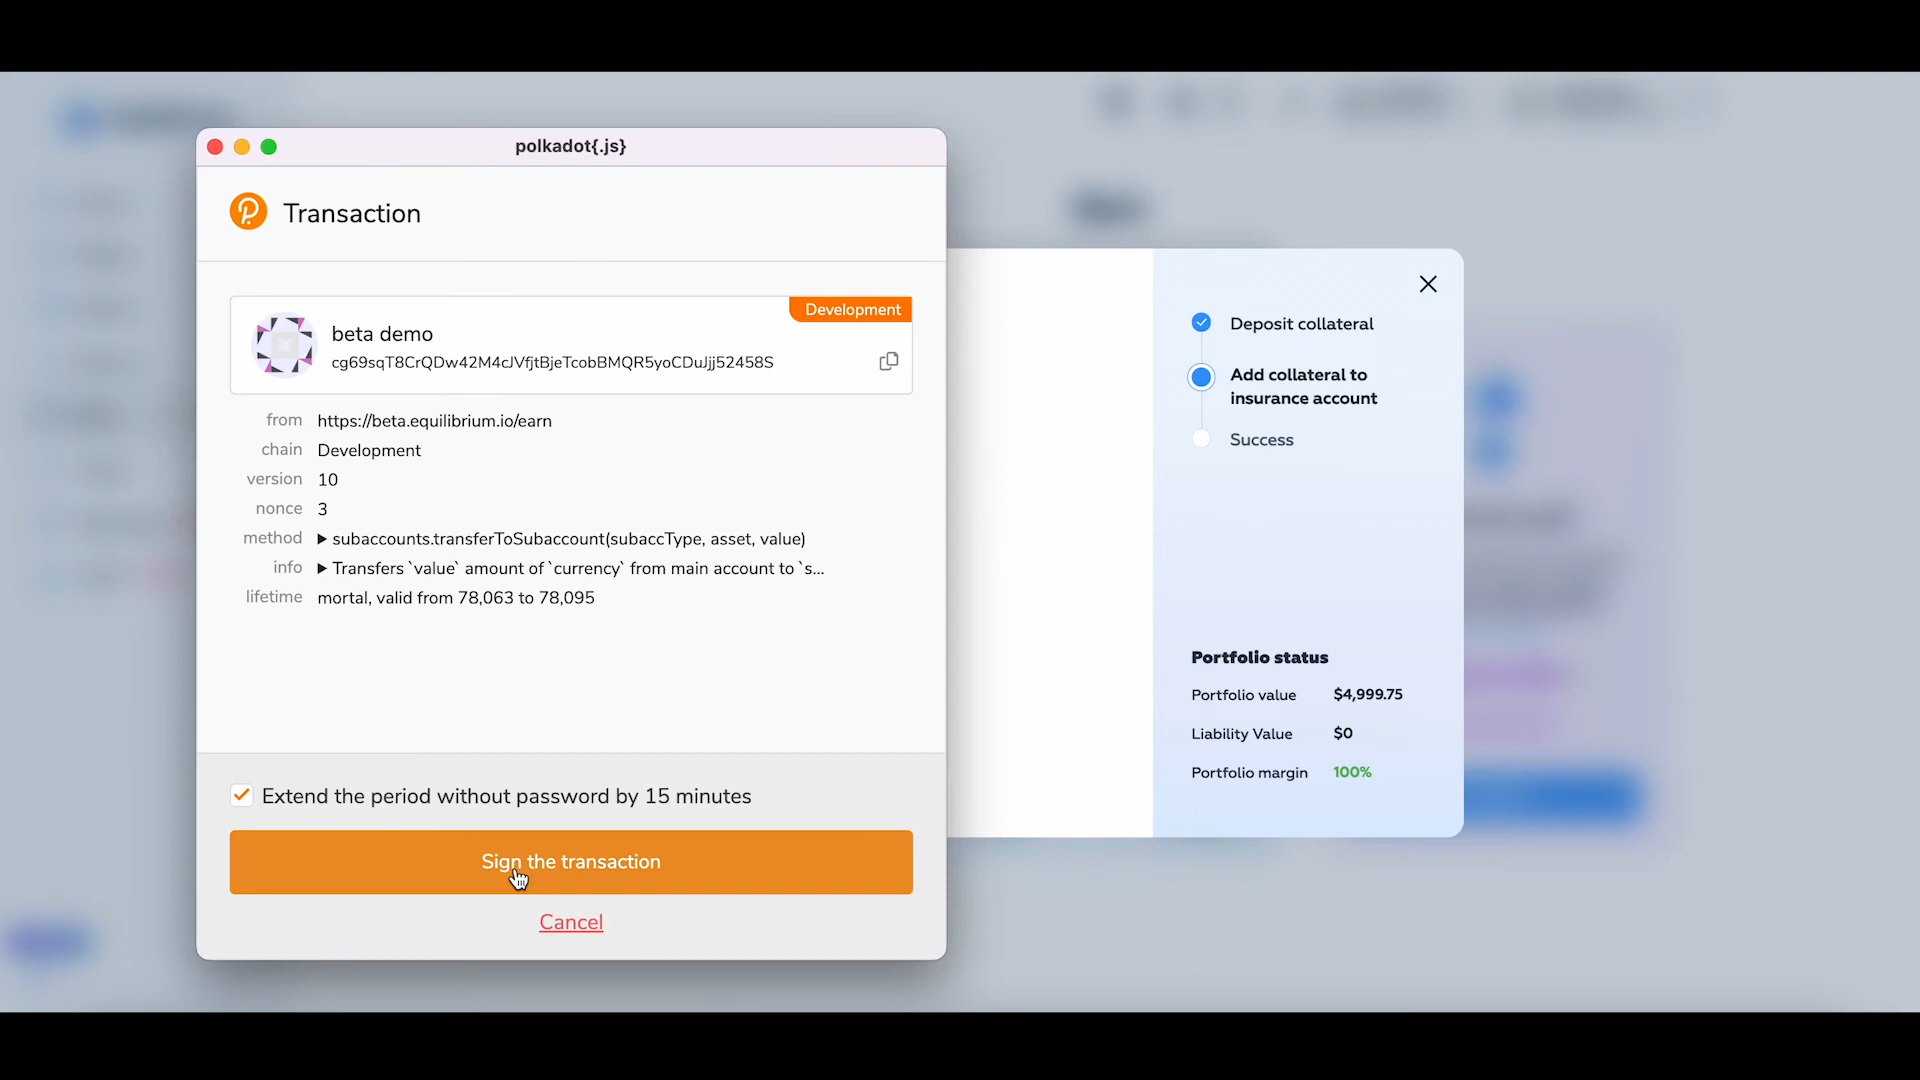 polkadot{.js}
Transaction
Development
beta demo
cg69sqT8CrQDw42M4cJVfjtBjeTcobBMQR5yoCDuJjj52458S
from https://beta.equilibrium.io/earn
chain Development
version 10
nonce 3
method ▶ subaccounts.transferToSubaccount(subaccType, asset, value)
info ▶ Transfers `value` amount of `currency` from main account to `s...
lifetime mortal, valid from 78,063 to 78,095
Extend the period without password by 15 minutes
Sign the transaction
Cancel
Deposit collateral
Add collateral to
insurance account
Success
Portfolio status
Portfolio value $4,999.75
Liability Value $0
Portfolio margin 100%